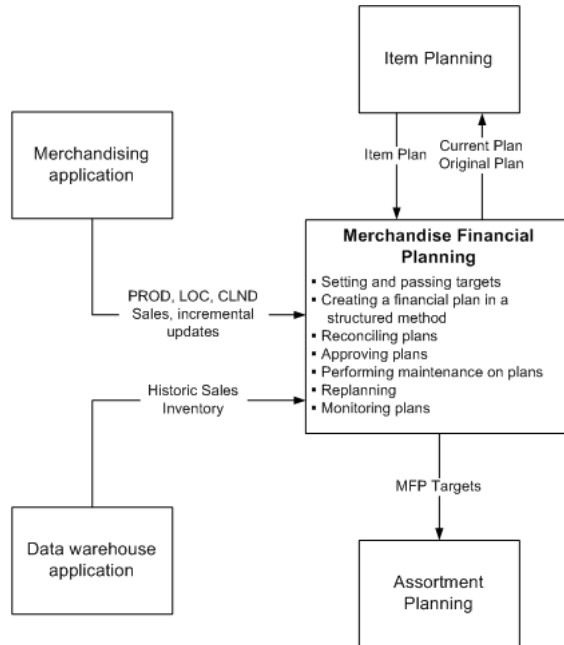 Item Planning
Merchandising
application
Item Plan
Current Plan
Original Plan
Merchandise Financial
Planning
▪ Setting and passing targets
▪ Creating a financial plan in a
structured method
▪ Reconciling plans
▪ Approving plans
▪ Performing maintenance on plans
▪ Replanning
▪ Monitoring plans
PROD, LOC, CLND
Sales, incremental
updates
Historic Sales
Inventory
MFP Targets
Data warehouse
application
Assortment
Planning